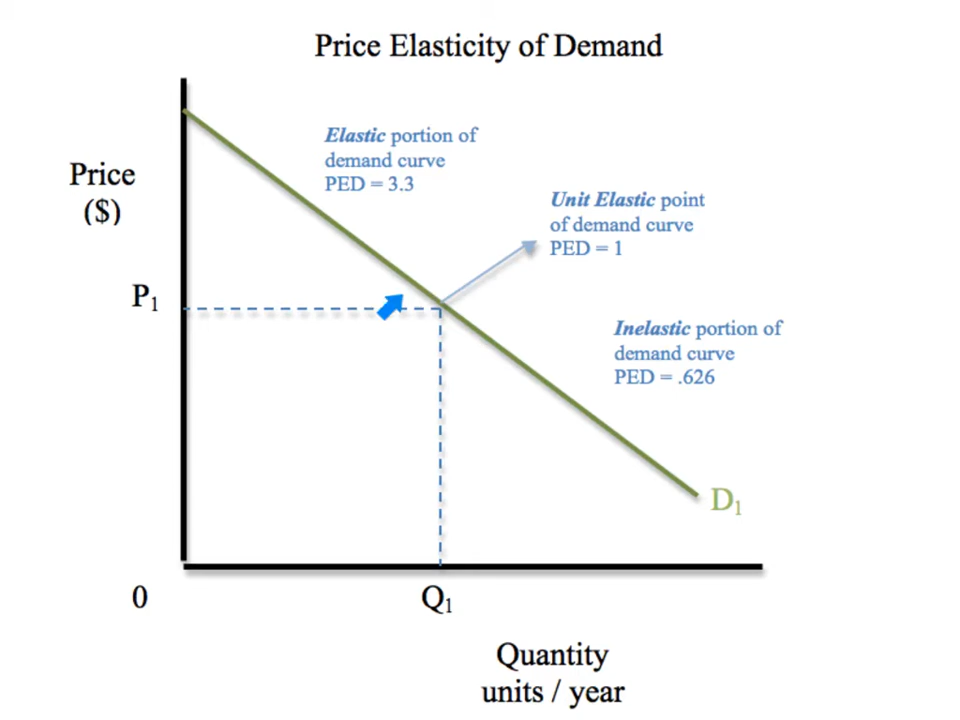 Price Elasticity of Demand
Elastic portion of
demand curve
PED = 3.3
Price
($)
Unit Elastic point
of demand curve
PED = 1
P1
Inelastic portion of
demand curve
PED = .626
D1
0
Q1
Quantity
units / year